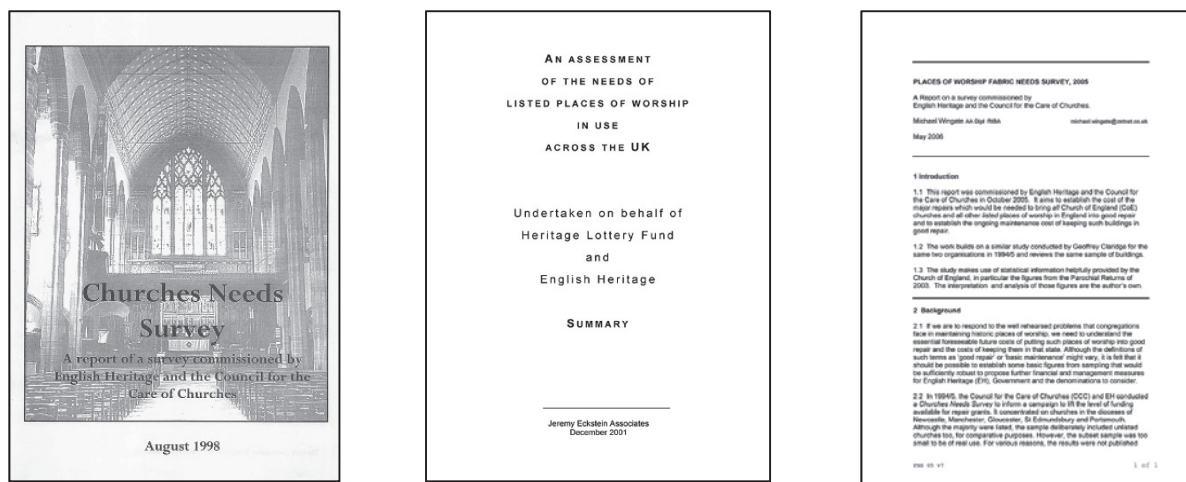 Churches Needs
Survey
A report of a survey commissioned by
English Heritage and the Council for the
Care of Churches
August 1998
AN ASSESSMENT
OF THE NEEDS OF
LISTED PLACES OF WORSHIP
IN USE
ACROSS THE UK
Undertaken on behalf of
Heritage Lottery Fund
and
English Heritage
SUMMARY
Jeremy Eckstein Associates
December 2001
PLACES OF WORSHIP FABRIC NEEDS SURVEY, 2005
A Report on a survey commissioned by
English Heritage and the Council for the Care of Churches.
Michael Wingate AA Dipl RIBA
May 2006
1 Introduction
1.1 This report was commissioned by English Heritage and the Council for
the Care of Churches in October 2005. It aims to establish the cost of the
major repairs which would be needed to bring all Church of England (CoE)
churches and all other listed places of worship in England into good repair
and to establish the ongoing maintenance cost of keeping such buildings in
good repair.
1.2 The work builds on a similar study conducted by Geoffrey Claridge for the
same two organisations in 1994/5 and reviews the same sample of buildings.
1.3 The study makes use of statistical information helpfully provided by the
Church of England, in particular the figures from the Parochial Returns of
2003. The interpretation and analysis of those figures are the author's own.
2 Background
2.1 If we are to respond to the well rehearsed problems that congregations
face in maintaining historic places of worship, we need to understand the
essential foreseeable future costs of putting such places of worship into good
repair and the costs of keeping them in that state. Although the definitions of
such terms as 'good repair' or 'basic maintenance' might vary, it is felt that it
should be possible to establish some basic figures from sampling that would
be sufficiently robust to propose further financial and management measures
for English Heritage (EH), Government and the denominations to consider.
2.2 In 1994/5, the Council for the Care of Churches (CCC) and EH conducted
a Churches Needs Survey to inform a campaign to lift the level of funding
available for repair grants. It concentrated on churches in the dioceses of
Newcastle, Manchester, Gloucester, St Edmundsbury and Portsmouth.
Although the majority were listed, the sample deliberately included unlisted
churches too, for comparative purposes. However, the subset sample was too
small to be of real use. For various reasons, the results were not published
1 of 1